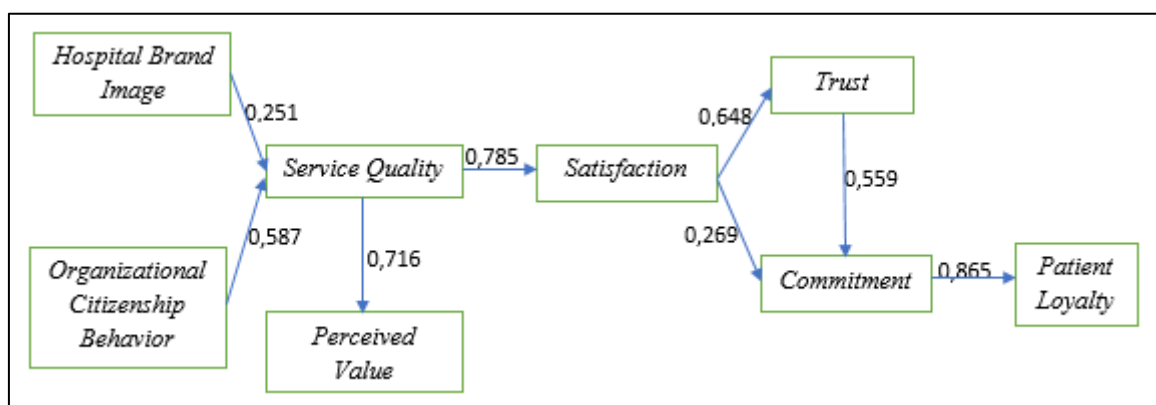 Hospital Brand
Image
0,251
Organizational
Citizenship
Behavior
0,587
Service Quality
0,785
0,716
Perceived
Value
Satisfaction
0,648
0,269
Trust
0,559
Commitment
0,865
Patient
Loyalty